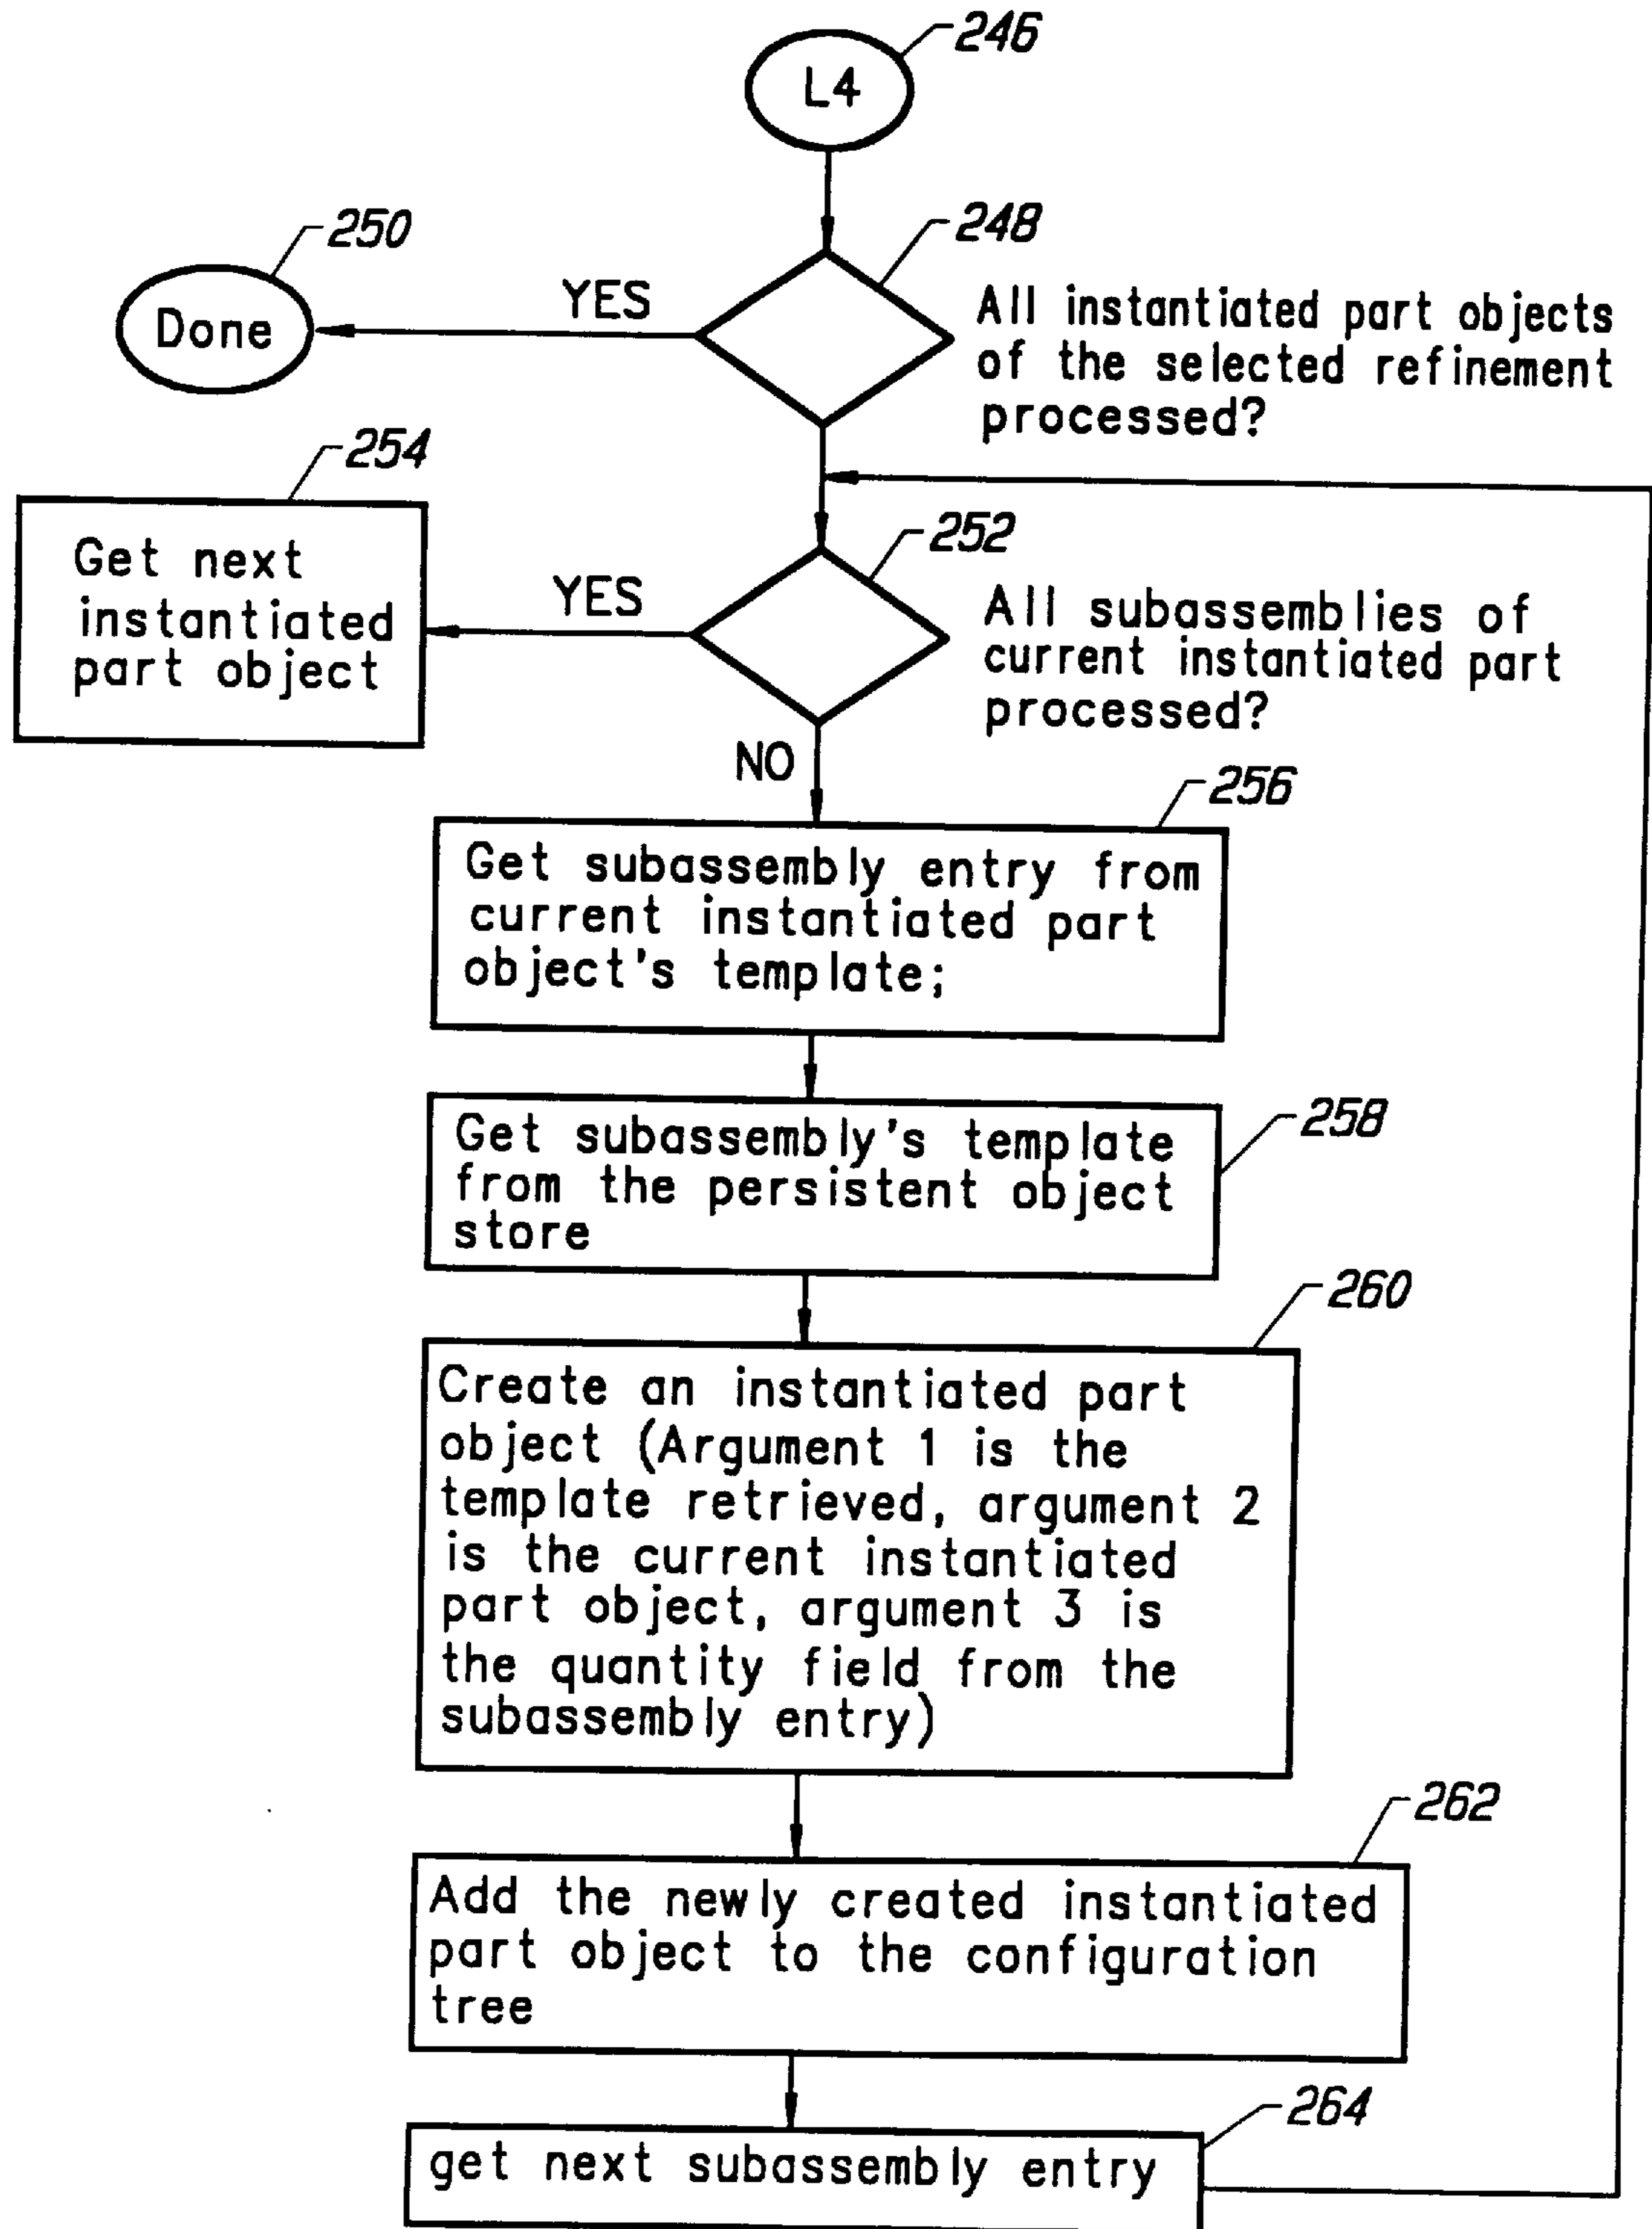 246
L4
248
250
YES
Done
All instantiated part objects
of the selected refinement
processed?
254
252
Get next
instantiated
part object
YES
All subassemblies of
current instantiated part
processed?
NO
256
Get subassembly entry from
current instantiated part
object's template;
258
Get subassembly's template
from the persistent object
store
260
Create an instantiated part
object (Argument 1 is the
template retrieved, argument 2
is the current instantiated
part object, argument 3 is
the quantity field from the
subassembly entry)
262
Add the newly created instantiated
part object to the configuration
tree
264
get next subassembly entry